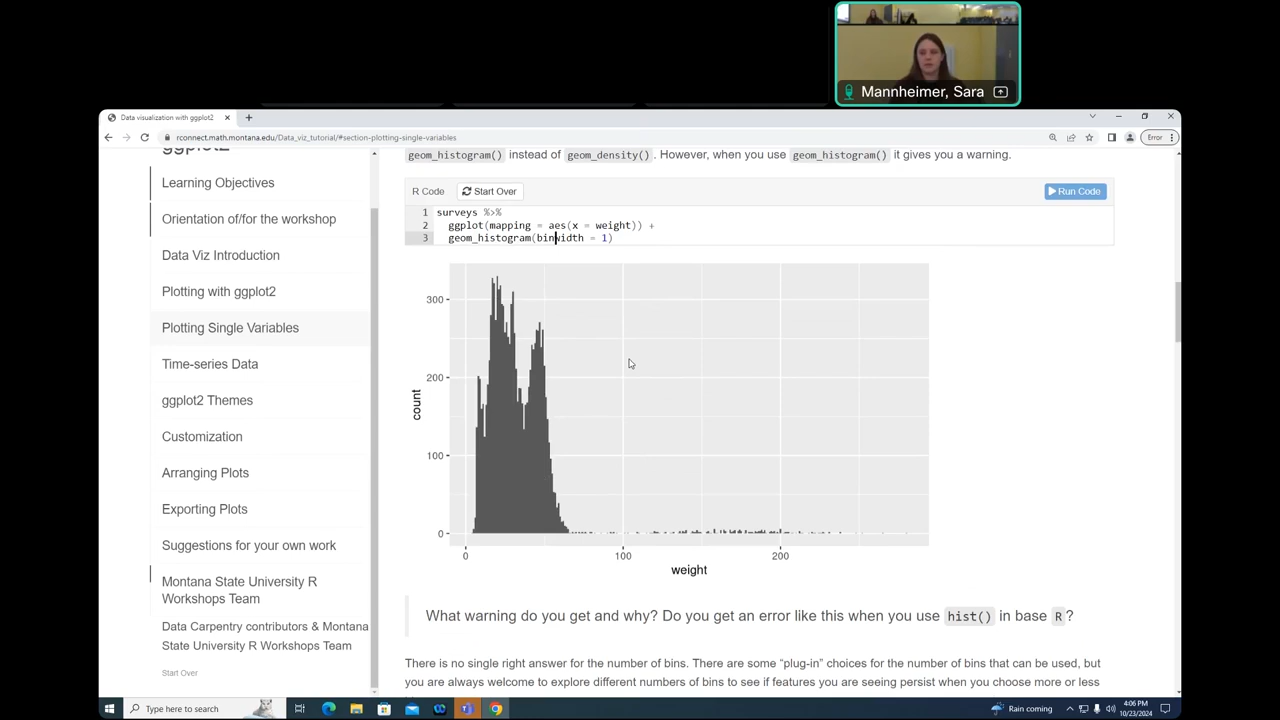 Mannheimer, Sara
Data visualization with ggplot2
rconnect.math.montana.edu/Data_viz_tutorial/#section-plotting-single-variables
Error
ggplot2
Learning Objectives
Orientation of/for the workshop
Data Viz Introduction
Plotting with ggplot2
Plotting Single Variables
Time-series Data
ggplot2 Themes
Customization
Arranging Plots
Exporting Plots
Suggestions for your own work
Montana State University R
Workshops Team
Data Carpentry contributors & Montana
State University R Workshops Team
Start Over
geom_histogram() instead of geom_density(). However, when you use geom_histogram() it gives you a warning.
R Code Start Over Run Code
1 surveys %>%
2 ggplot(mapping = aes(x = weight)) +
3 geom_histogram(binwidth = 1)
300
200
100
0
count
0 100 200
weight
What warning do you get and why? Do you get an error like this when you use hist() in base R?
There is no single right answer for the number of bins. There are some “plug-in” choices for the number of bins that can be used, but
you are always welcome to explore different numbers of bins to see if features you are seeing persist when you choose more or less
Type here to search
Rain coming
4:06 PM
10/23/2024